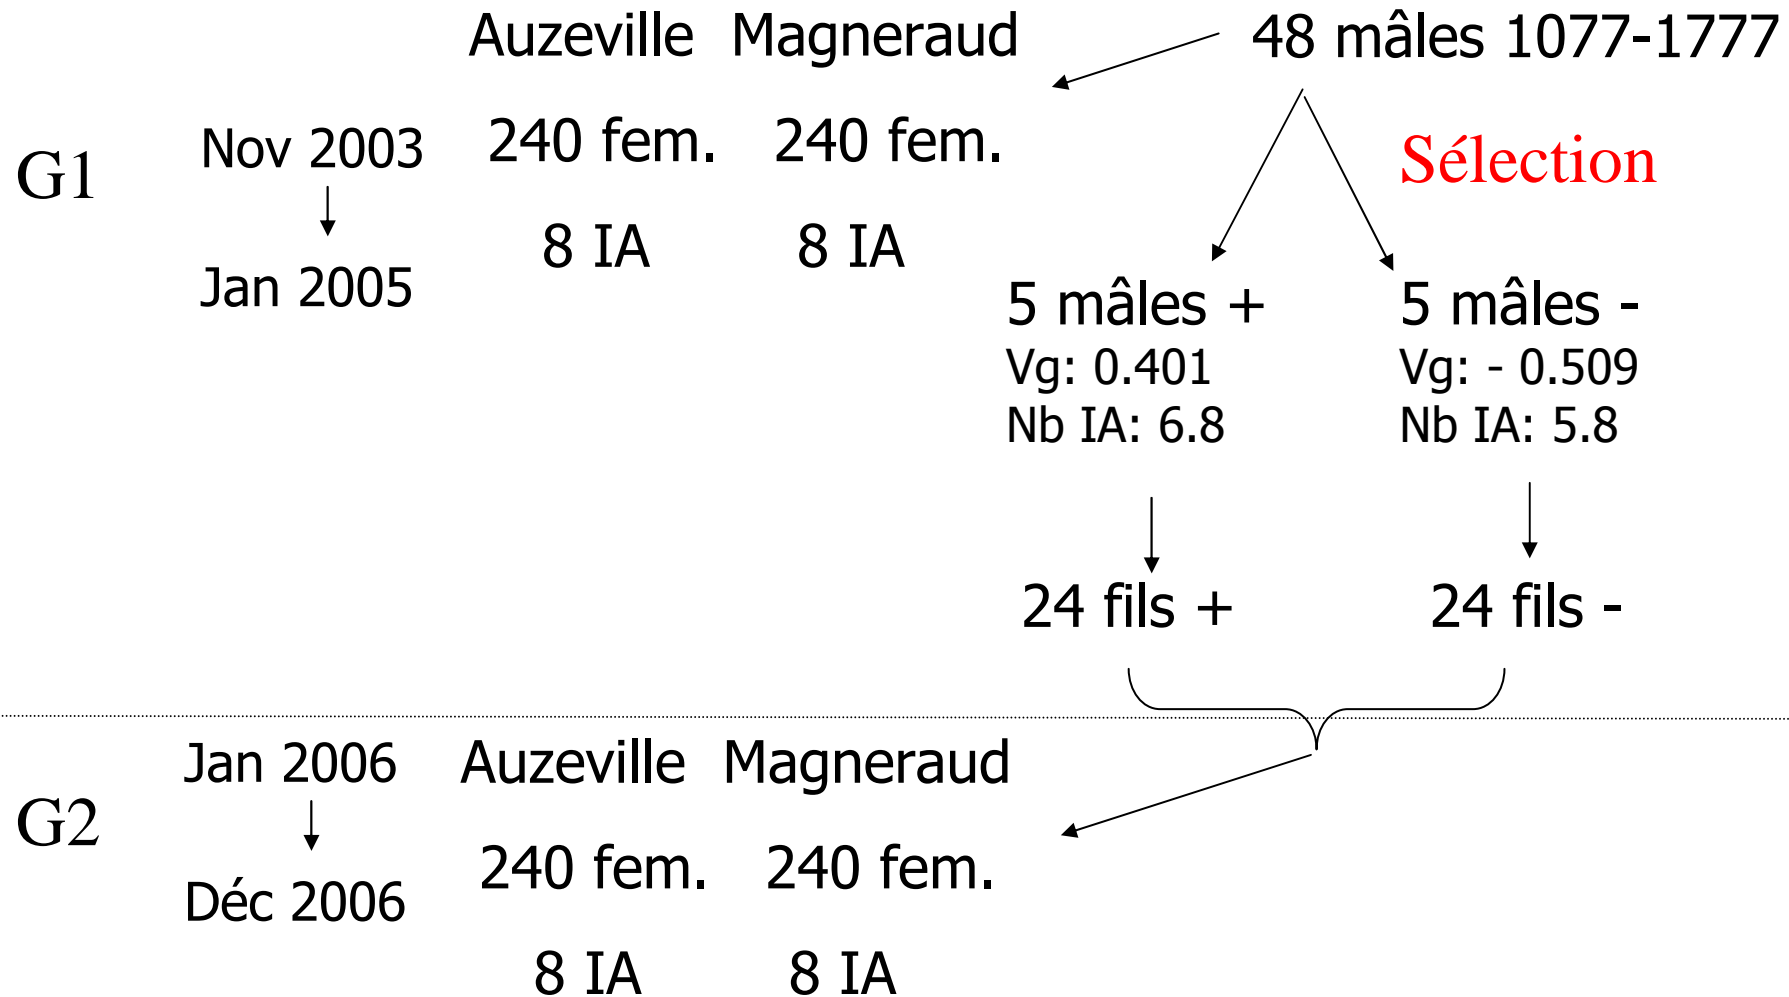 Auzeville Magneraud
48 mâles 1077-1777
G1
Nov 2003
240 fem. 240 fem.
Sélection
8 IA 8 IA
Jan 2005
5 mâles +
Vg: 0.401
Nb IA: 6.8
5 mâles -
Vg: - 0.509
Nb IA: 5.8
24 fils +
24 fils -
G2
Jan 2006
Auzeville Magneraud
240 fem. 240 fem.
Déc 2006
8 IA 8 IA